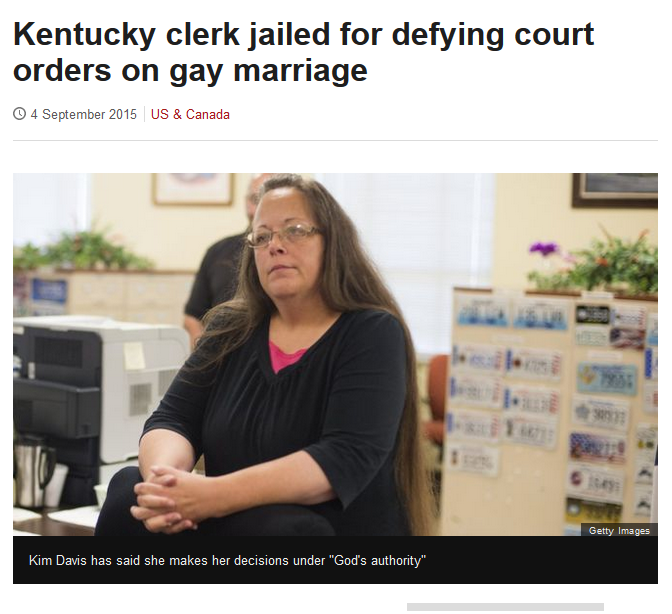 Kentucky clerk jailed for defying court
orders on gay marriage
4 September 2015 US & Canada
Getty Images
Kim Davis has said she makes her decisions under "God's authority"